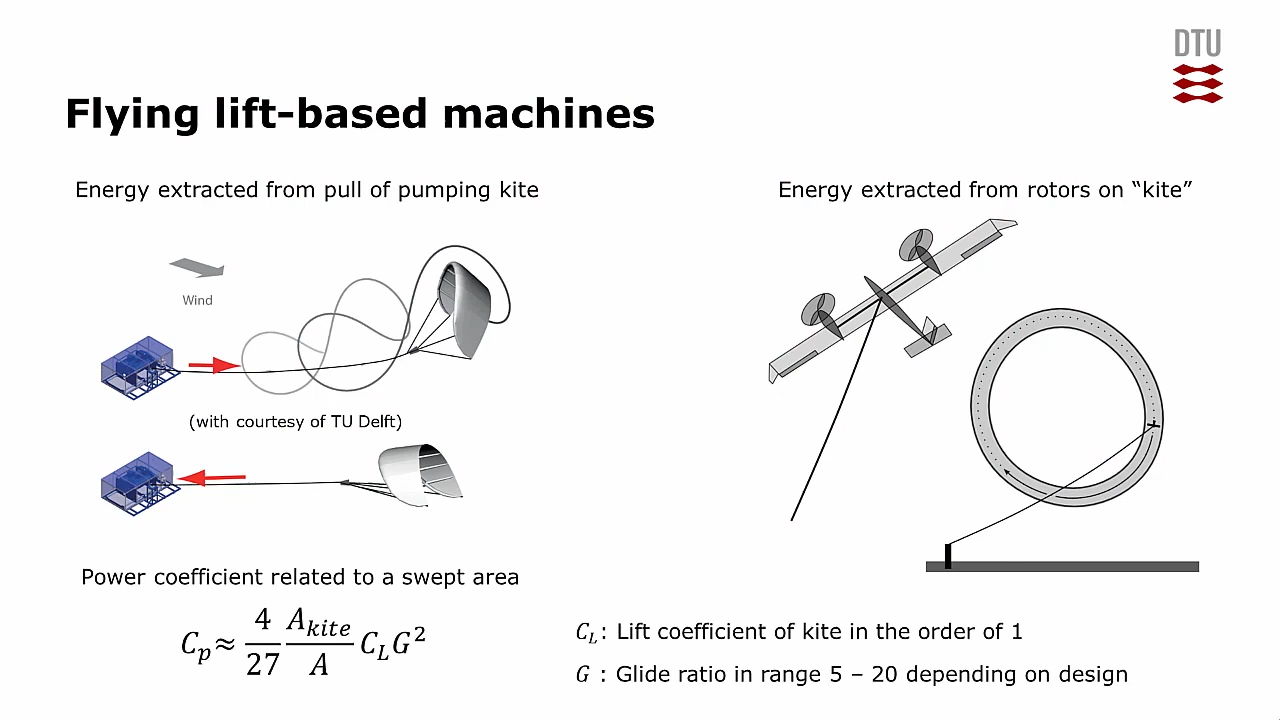 DTU
Flying lift-based machines
Energy extracted from pull of pumping kite
Energy extracted from rotors on “kite”
Wind
(with courtesy of TU Delft)
Power coefficient related to a swept area
C_p ≈ 4/27 A_kite/A C_L G^2
C_L: Lift coefficient of kite in the order of 1
G : Glide ratio in range 5 – 20 depending on design